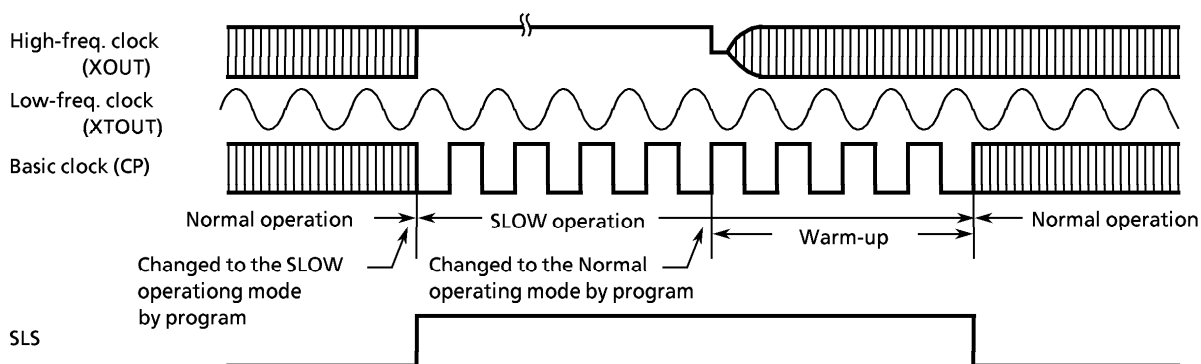 High-freq. clock
(XOUT)
Low-freq. clock
(XTOUT)
Basic clock (CP)
Normal operation
SLOW operation
Normal operation
Warm-up
Changed to the SLOW
operationg mode
by program
Changed to the Normal
operating mode by program
SLS